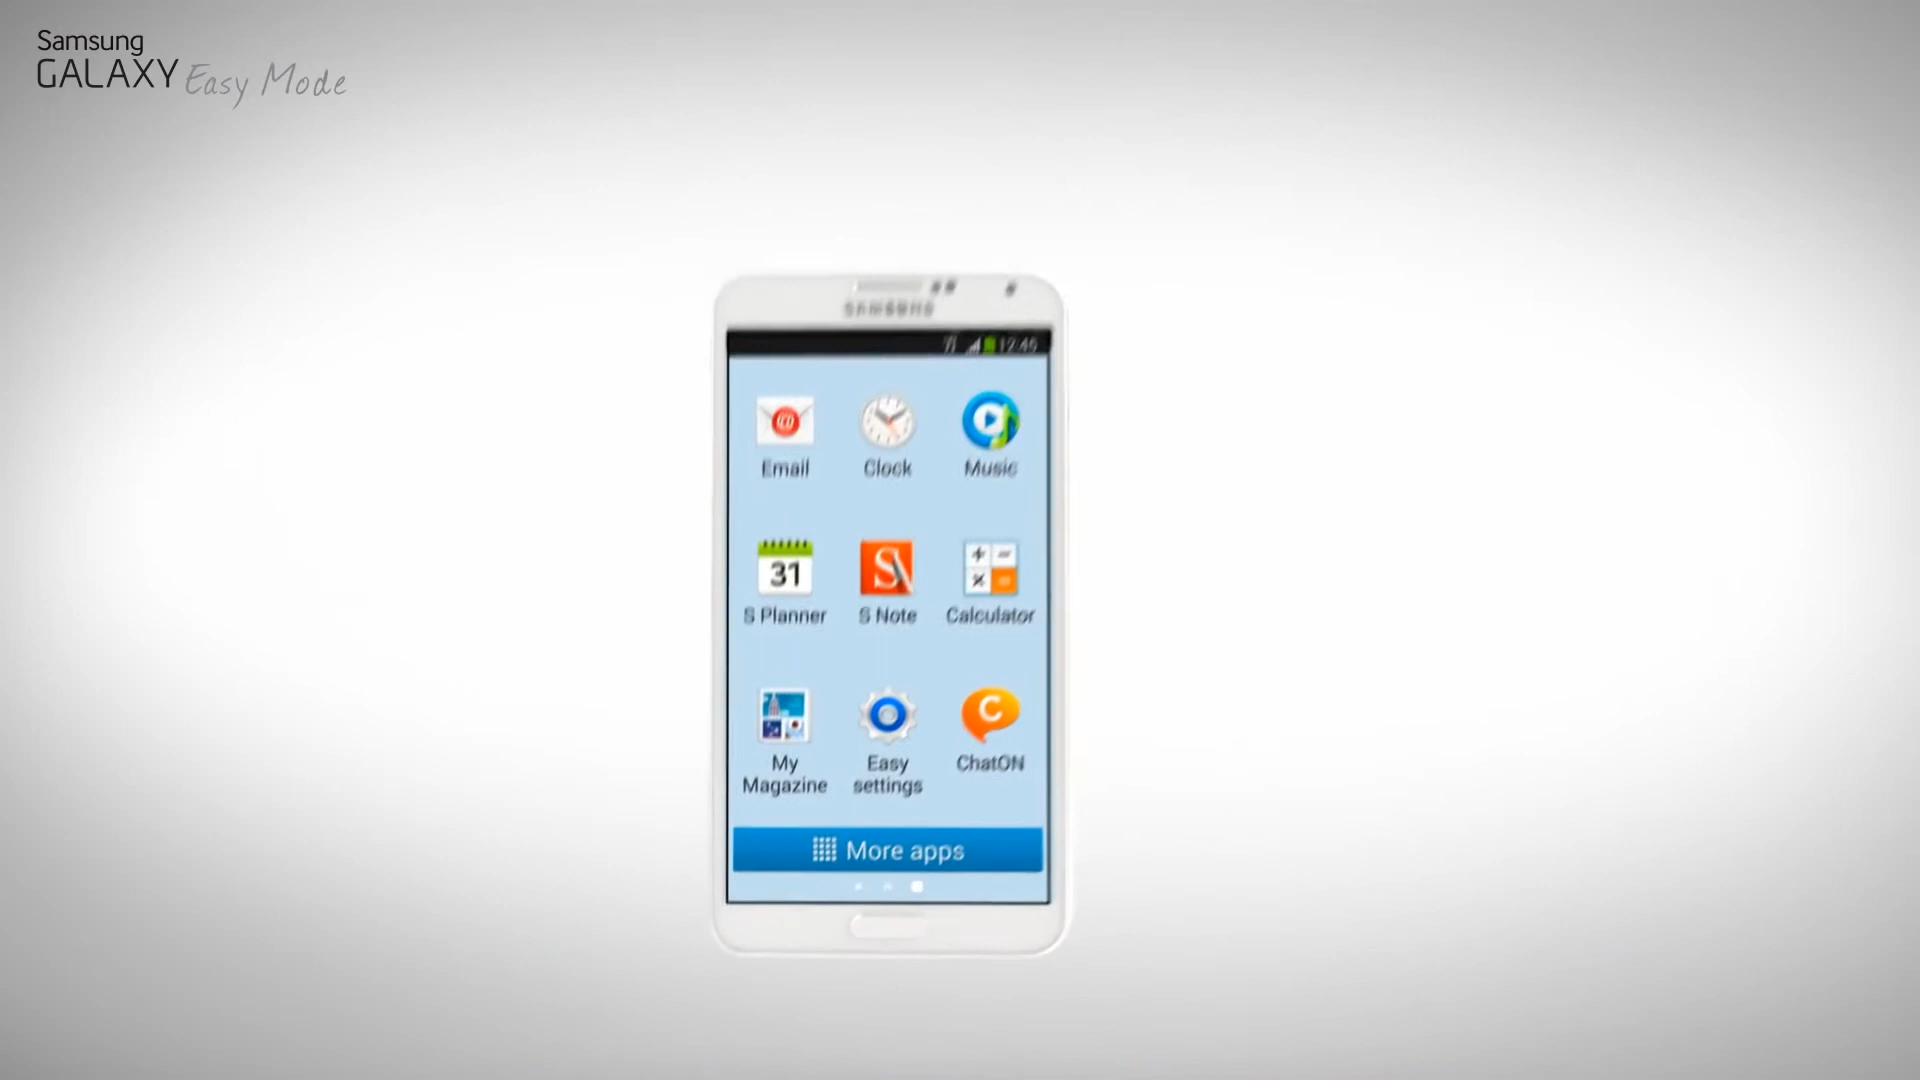 Samsung
GALAXY Easy Mode
SAMSUNG
12:45
@
Email
Clock
Music
31
S
S Planner
S Note
Calculator
C
My
Magazine
Easy
settings
ChatON
More apps